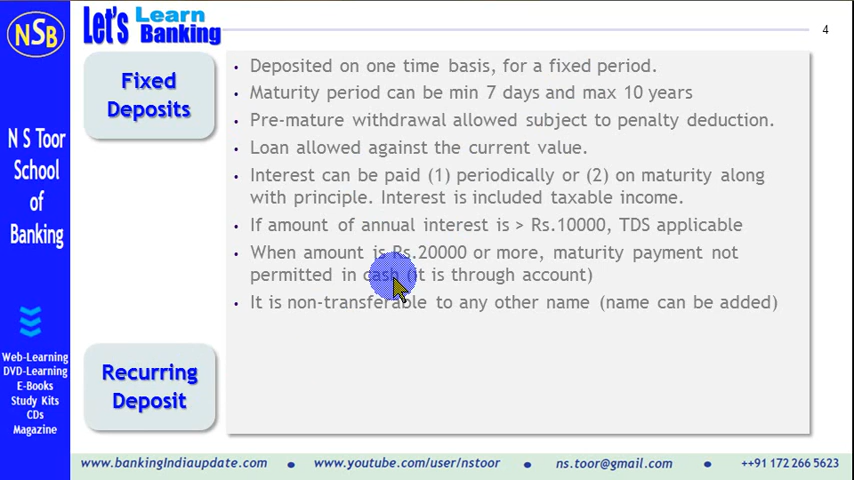 NSB
Let's Learn Banking
4
N S Toor
School
of
Banking
Web-Learning
DVD-Learning
E-Books
Study Kits
CDs
Magazine
Fixed
Deposits
• Deposited on one time basis, for a fixed period.
• Maturity period can be min 7 days and max 10 years
• Pre-mature withdrawal allowed subject to penalty deduction.
• Loan allowed against the current value.
• Interest can be paid (1) periodically or (2) on maturity along
with principle. Interest is included taxable income.
• If amount of annual interest is > Rs.10000, TDS applicable
• When amount is Rs.20000 or more, maturity payment not
permitted in cash (it is through account)
• It is non-transferable to any other name (name can be added)
Recurring
Deposit
www.bankingIndiaupdate.com • www.youtube.com/user/nstoor • ns.toor@gmail.com • ++91 172 266 5623